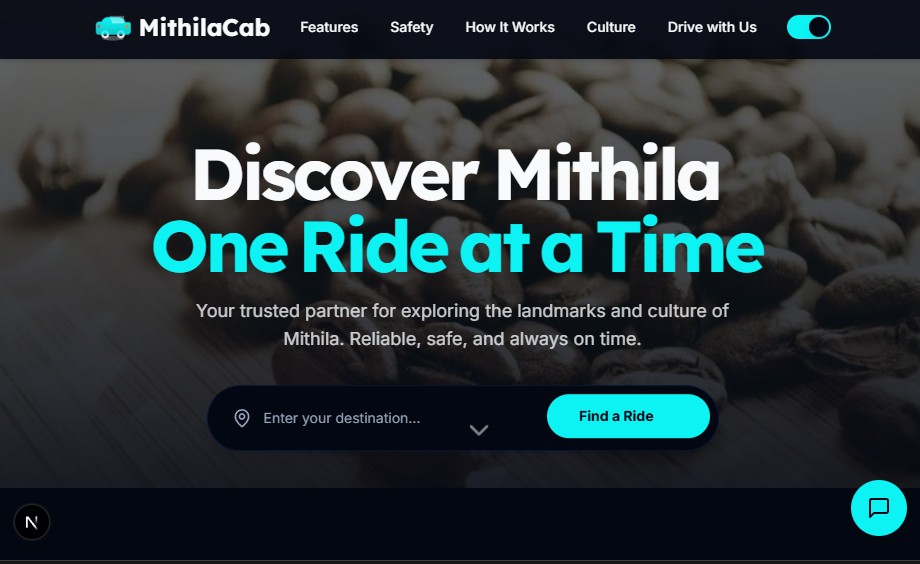 MithilaCab
Features
Safety
How It Works
Culture
Drive with Us
Discover Mithila
One Ride at a Time
Your trusted partner for exploring the landmarks and culture of
Mithila. Reliable, safe, and always on time.
Enter your destination...
Find a Ride
N